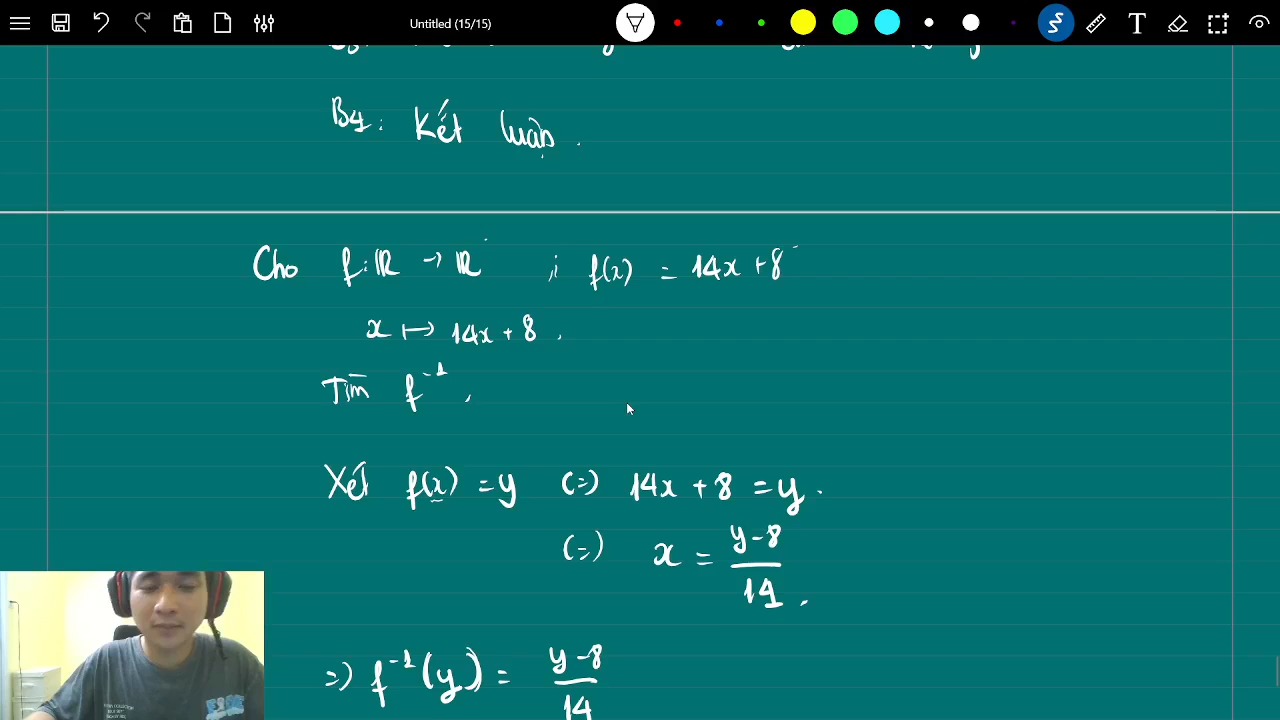 Untitled (15/15)
B4: Kết luận.
Cho f: ℝ → ℝ ; f(x) = 14x + 8
x ↦ 14x + 8.
Tìm f⁻¹.
Xét f(x) = y (=) 14x + 8 = y.
(=) x = (y-8)/14.
=) f⁻¹(y) = (y-8)/14